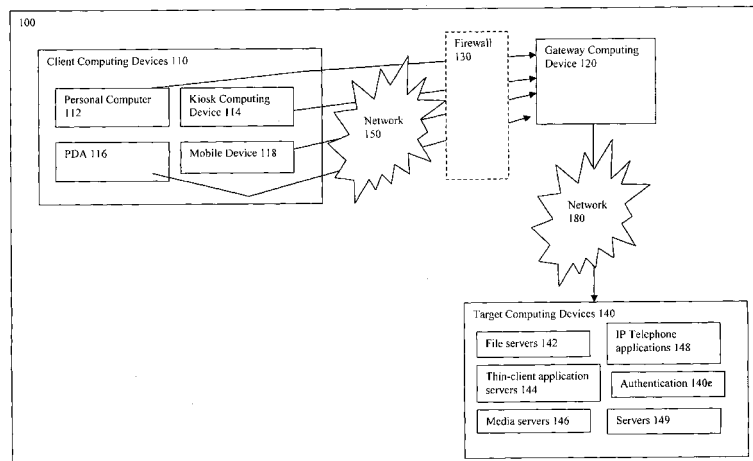 100
Client Computing Devices 110
Personal Computer
112
Kiosk Computing
Device 114
PDA 116
Mobile Device 118
Network
150
Firewall
130
Gateway Computing
Device 120
Network
180
Target Computing Devices 140
File servers 142
IP Telephone
applications 148
Thin-client application
servers 144
Authentication 140e
Media servers 146
Servers 149